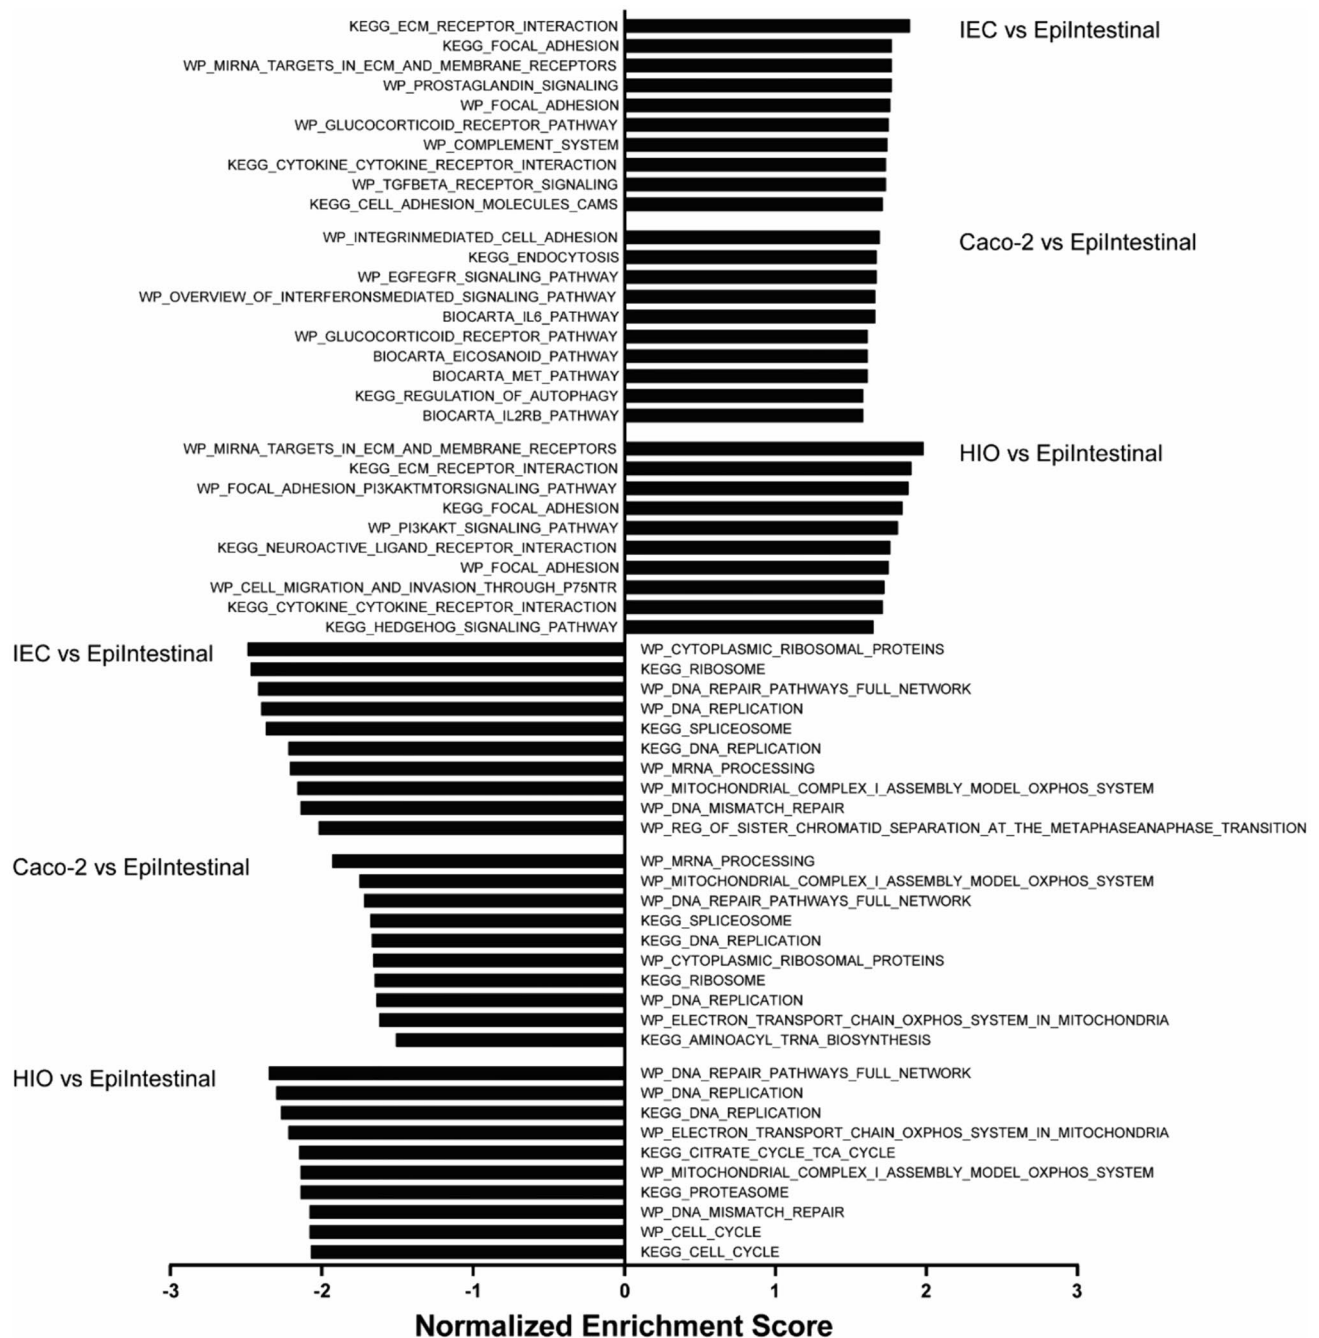 KEGG_ECM_RECEPTOR_INTERACTION
IEC vs EpiIntestinal
KEGG_FOCAL_ADHESION
WP_MIRNA_TARGETS_IN_ECM_AND_MEMBRANE_RECEPTORS
WP_PROSTAGLANDIN_SIGNALING
WP_FOCAL_ADHESION
WP_GLUCOCORTICOID_RECEPTOR_PATHWAY
WP_COMPLEMENT_SYSTEM
KEGG_CYTOKINE_CYTOKINE_RECEPTOR_INTERACTION
WP_TGFBETA_RECEPTOR_SIGNALING
KEGG_CELL_ADHESION_MOLECULES_CAMS
WP_INTEGRINMEDIATED_CELL_ADHESION
Caco-2 vs EpiIntestinal
KEGG_ENDOCYTOSIS
WP_EGFEGFR_SIGNALING_PATHWAY
WP_OVERVIEW_OF_INTERFERONSMEDIATED_SIGNALING_PATHWAY
BIOCARTA_IL6_PATHWAY
WP_GLUCOCORTICOID_RECEPTOR_PATHWAY
BIOCARTA_EICOSANOID_PATHWAY
BIOCARTA_MET_PATHWAY
KEGG_REGULATION_OF_AUTOPHAGY
BIOCARTA_IL2RB_PATHWAY
WP_MIRNA_TARGETS_IN_ECM_AND_MEMBRANE_RECEPTORS
HIO vs EpiIntestinal
KEGG_ECM_RECEPTOR_INTERACTION
WP_FOCAL_ADHESION_PI3KAKTMTORSIGNALING_PATHWAY
KEGG_FOCAL_ADHESION
WP_PI3KAKT_SIGNALING_PATHWAY
KEGG_NEUROACTIVE_LIGAND_RECEPTOR_INTERACTION
WP_FOCAL_ADHESION
WP_CELL_MIGRATION_AND_INVASION_THROUGH_P75NTR
KEGG_CYTOKINE_CYTOKINE_RECEPTOR_INTERACTION
KEGG_HEDGEHOG_SIGNALING_PATHWAY
IEC vs EpiIntestinal
WP_CYTOPLASMIC_RIBOSOMAL_PROTEINS
KEGG_RIBOSOME
WP_DNA_REPAIR_PATHWAYS_FULL_NETWORK
WP_DNA_REPLICATION
KEGG_SPLICEOSOME
KEGG_DNA_REPLICATION
WP_MRNA_PROCESSING
WP_MITOCHONDRIAL_COMPLEX_I_ASSEMBLY_MODEL_OXPHOS_SYSTEM
WP_DNA_MISMATCH_REPAIR
WP_REG_OF_SISTER_CHROMATID_SEPARATION_AT_THE_METAPHASEANAPHASE_TRANSITION
Caco-2 vs EpiIntestinal
WP_MRNA_PROCESSING
WP_MITOCHONDRIAL_COMPLEX_I_ASSEMBLY_MODEL_OXPHOS_SYSTEM
WP_DNA_REPAIR_PATHWAYS_FULL_NETWORK
KEGG_SPLICEOSOME
KEGG_DNA_REPLICATION
WP_CYTOPLASMIC_RIBOSOMAL_PROTEINS
KEGG_RIBOSOME
WP_DNA_REPLICATION
WP_ELECTRON_TRANSPORT_CHAIN_OXPHOS_SYSTEM_IN_MITOCHONDRIA
KEGG_AMINOACYL_TRNA_BIOSYNTHESIS
HIO vs EpiIntestinal
WP_DNA_REPAIR_PATHWAYS_FULL_NETWORK
WP_DNA_REPLICATION
KEGG_DNA_REPLICATION
WP_ELECTRON_TRANSPORT_CHAIN_OXPHOS_SYSTEM_IN_MITOCHONDRIA
KEGG_CITRATE_CYCLE_TCA_CYCLE
WP_MITOCHONDRIAL_COMPLEX_I_ASSEMBLY_MODEL_OXPHOS_SYSTEM
KEGG_PROTEASOME
WP_DNA_MISMATCH_REPAIR
WP_CELL_CYCLE
KEGG_CELL_CYCLE
-3 -2 -1 0 1 2 3
Normalized Enrichment Score